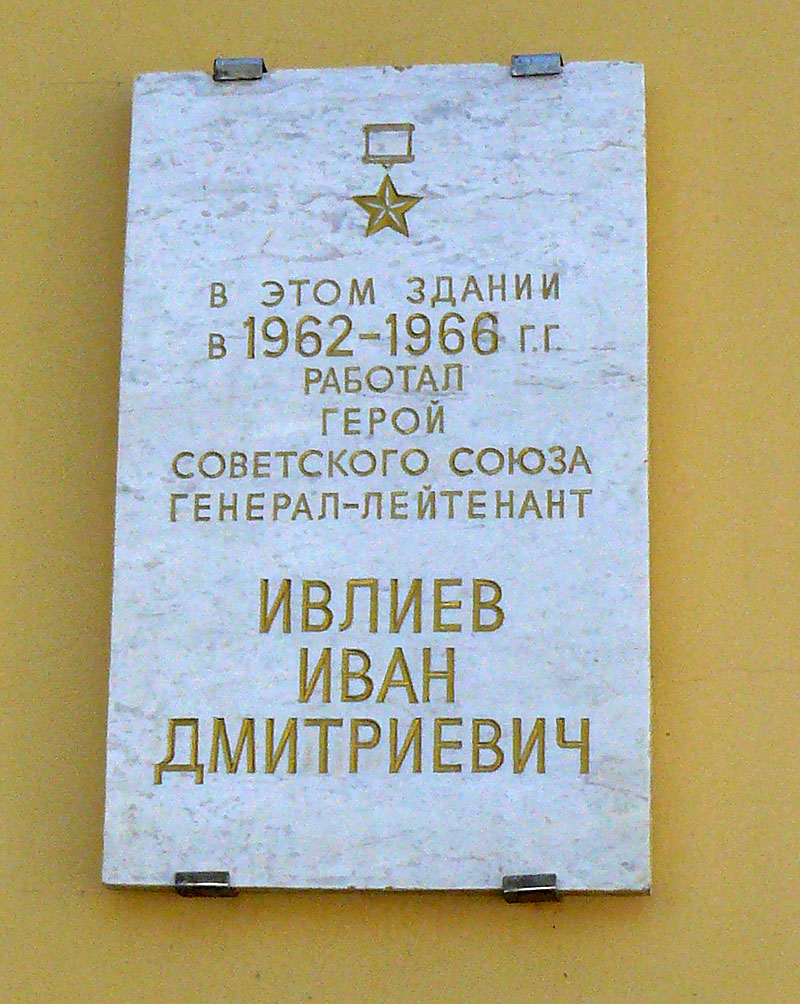 В ЭТОМ ЗДАНИИ
В 1962-1966 Г.Г.
РАБОТАЛ
ГЕРОЙ
СОВЕТСКОГО СОЮЗА
ГЕНЕРАЛ-ЛЕЙТЕНАНТ
ИВЛИЕВ
ИВАН
ДМИТРИЕВИЧ